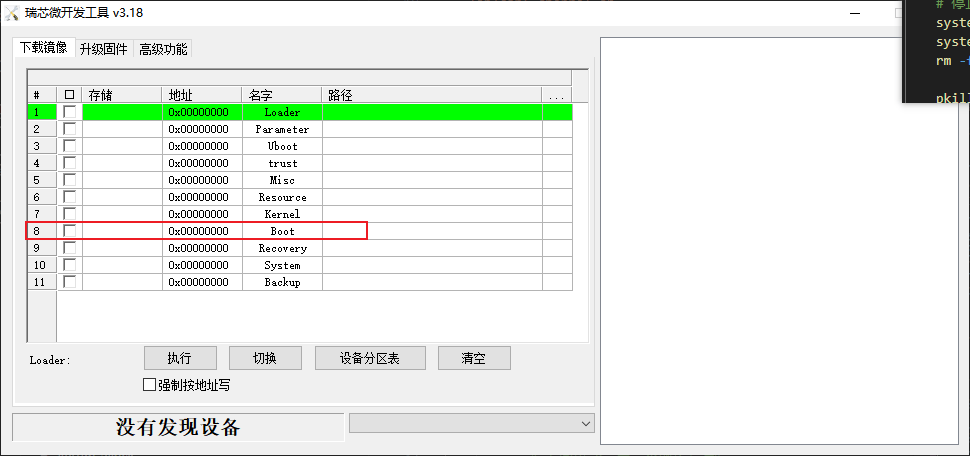 瑞芯微开发工具 v3.18
下载镜像 升级固件 高级功能
# 存储 地址 名字 路径 ...
1 0x00000000 Loader
2 0x00000000 Parameter
3 0x00000000 Uboot
4 0x00000000 trust
5 0x00000000 Misc
6 0x00000000 Resource
7 0x00000000 Kernel
8 0x00000000 Boot
9 0x00000000 Recovery
10 0x00000000 System
11 0x00000000 Backup
Loader: 执行 切换 设备分区表 清空
强制按地址写
没有发现设备
syste
syste
rm
pkill